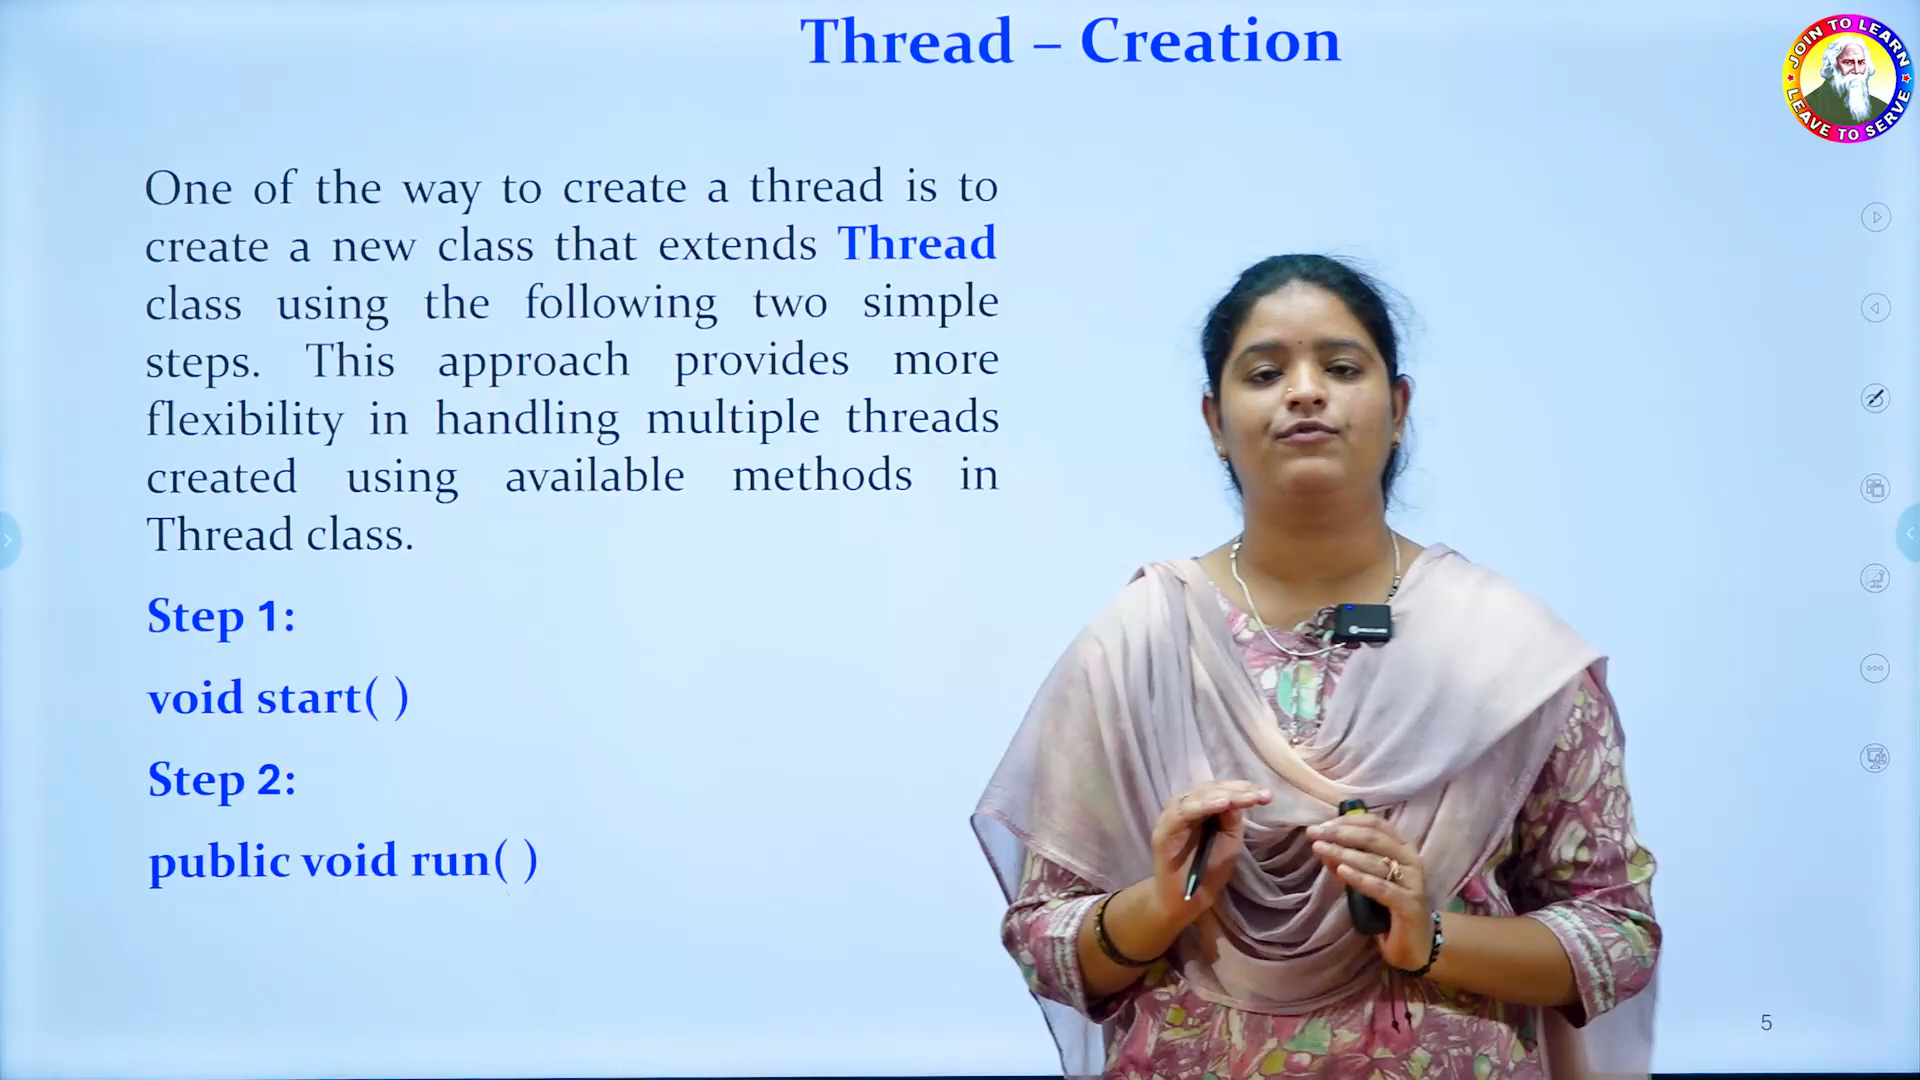 Thread – Creation
JOIN TO LEARN
LEAVE TO SERVE
One of the way to create a thread is to
create a new class that extends Thread
class using the following two simple
steps. This approach provides more
flexibility in handling multiple threads
created using available methods in
Thread class.
Step 1:
void start( )
Step 2:
public void run( )
5